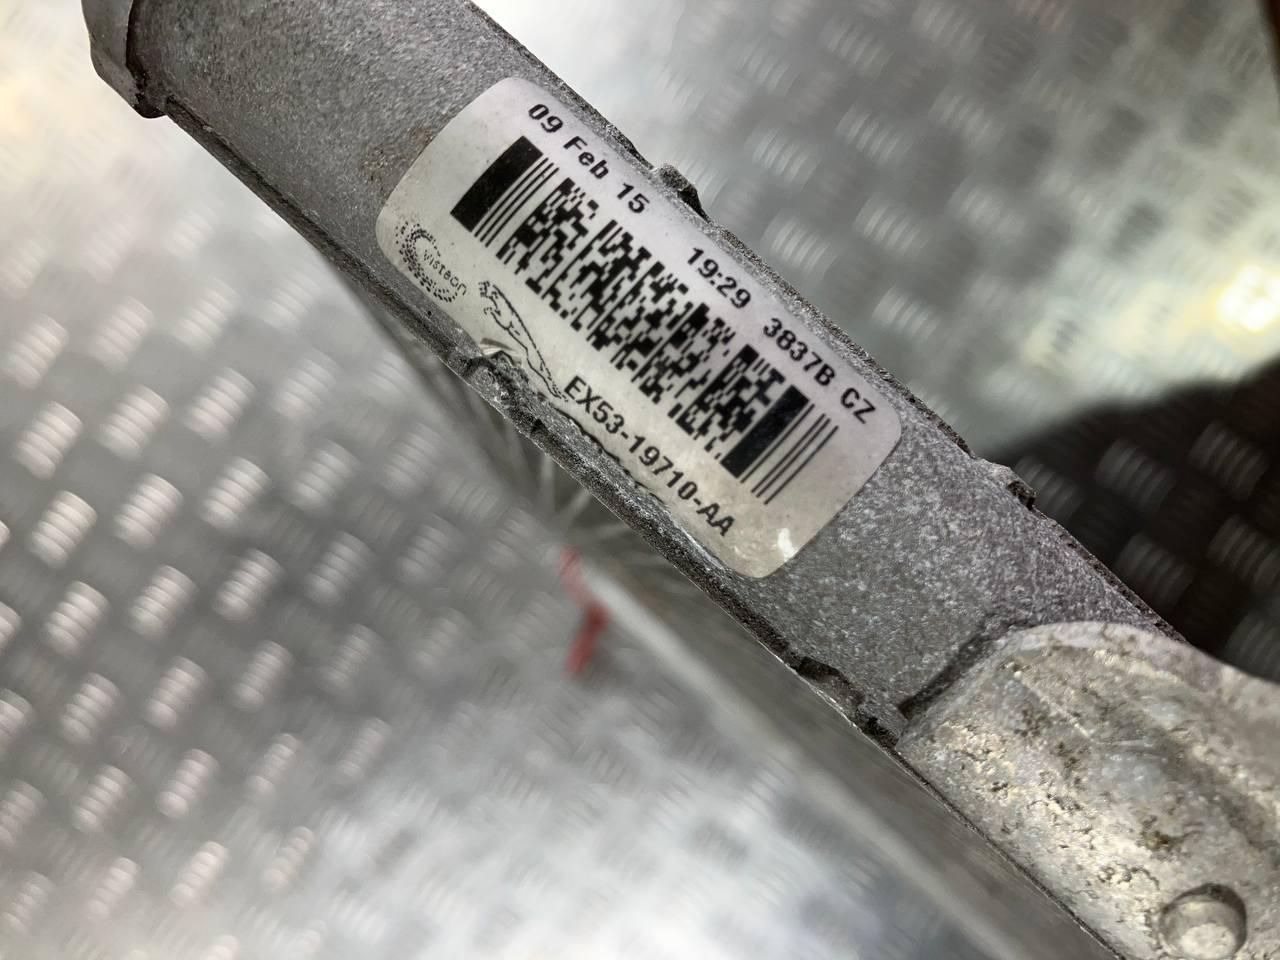 09 Feb 15 19:29 3837B CZ
Visteon
EX53-19710-AA